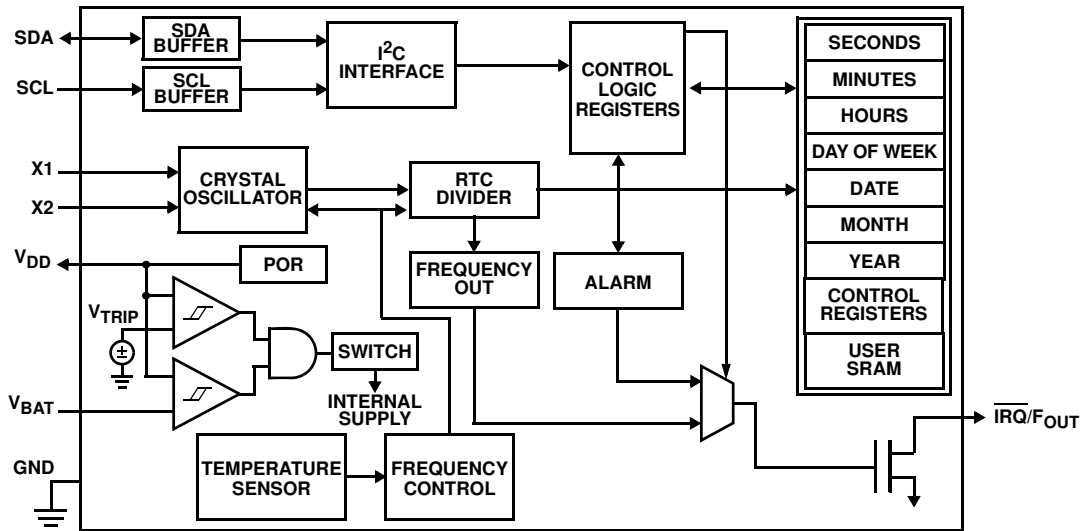 SDA
SDA
BUFFER
I²C
INTERFACE
CONTROL
LOGIC
REGISTERS
SECONDS
MINUTES
HOURS
DAY OF WEEK
DATE
MONTH
YEAR
CONTROL
REGISTERS
USER
SRAM
SCL
SCL
BUFFER
X1
X2
CRYSTAL
OSCILLATOR
RTC
DIVIDER
VDD
POR
FREQUENCY
OUT
ALARM
VTRIP
±
SWITCH
INTERNAL
SUPPLY
VBAT
IRQ/FOUT
GND
TEMPERATURE
SENSOR
FREQUENCY
CONTROL